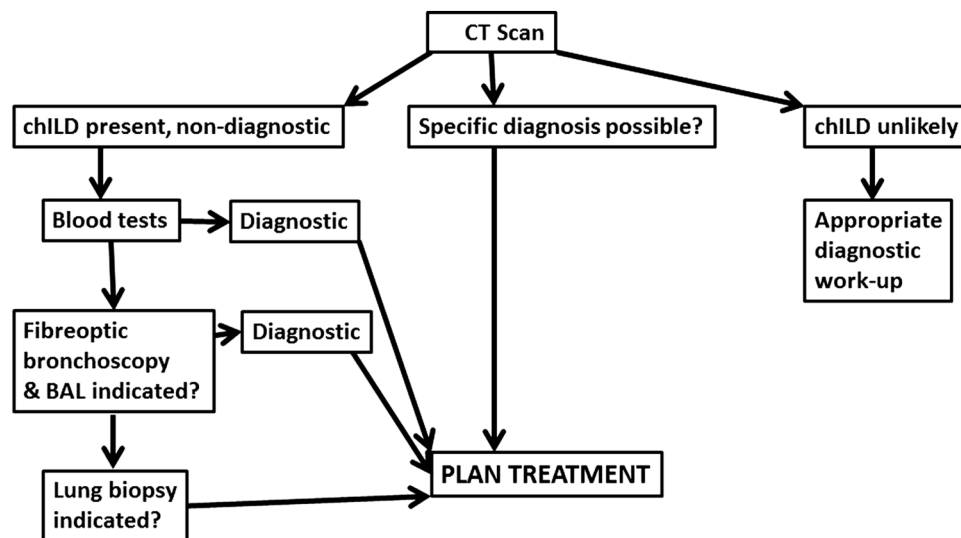 CT Scan
chILD present, non-diagnostic
Specific diagnosis possible?
chILD unlikely
Blood tests
Diagnostic
Appropriate
diagnostic
work-up
Fibreoptic
bronchoscopy
& BAL indicated?
Diagnostic
PLAN TREATMENT
Lung biopsy
indicated?